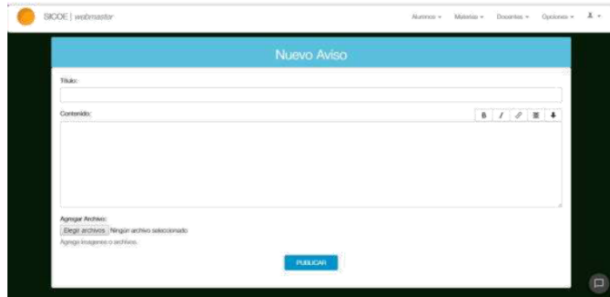 SICOE | webmaster
Alumnos Materias Docentes Opciones
Nuevo Aviso
Título:
Contenido:
B I
Agregar Archivo:
Elegir archivos Ningún archivo seleccionado
Agrega imagenes o archivos.
PUBLICAR